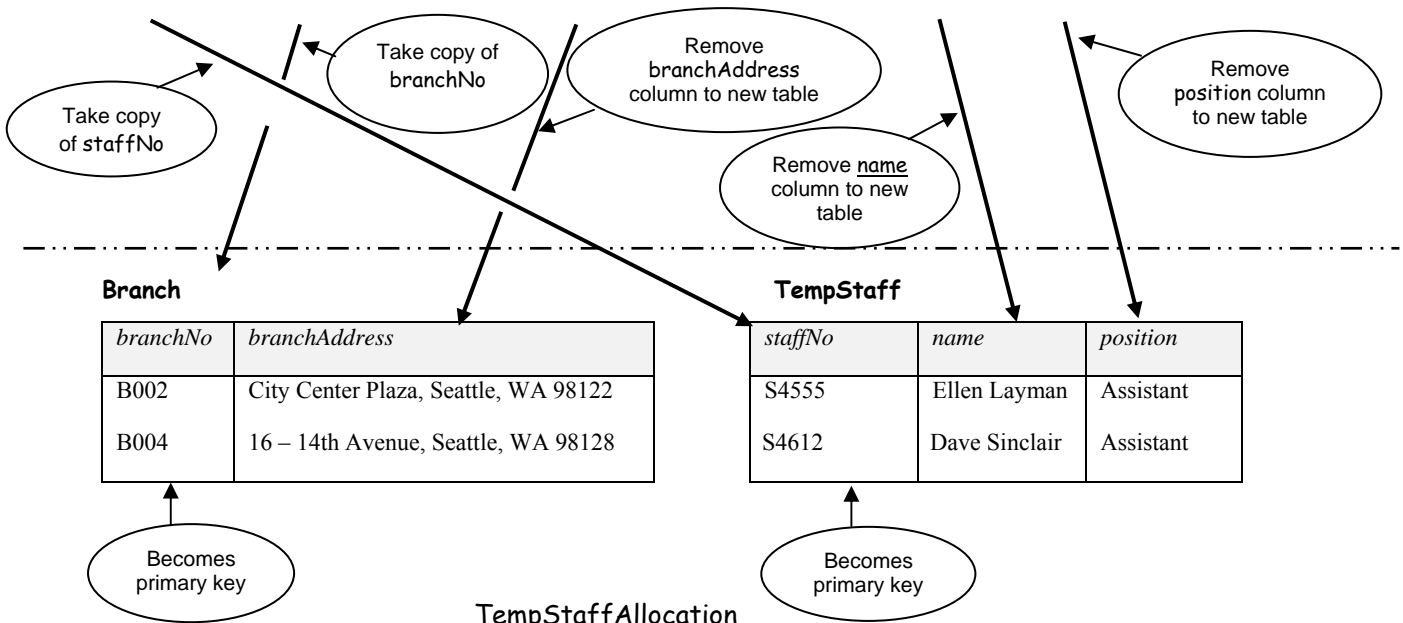 Take copy
of staffNo
Take copy of
branchNo
Remove
branchAddress
column to new table
Remove name
column to new
table
Remove
position column
to new table
Branch
branchNo branchAddress
B002 City Center Plaza, Seattle, WA 98122
B004 16 – 14th Avenue, Seattle, WA 98128
Becomes
primary key
TempStaff
staffNo name position
S4555 Ellen Layman Assistant
S4612 Dave Sinclair Assistant
Becomes
primary key
TempStaffAllocation